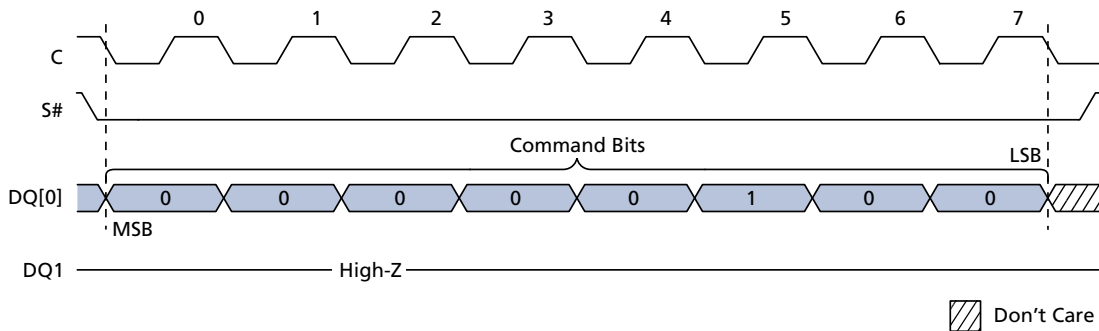 0 1 2 3 4 5 6 7
C
S#
Command Bits
LSB
DQ[0] 0 0 0 0 0 1 0 0
MSB
DQ1 High-Z
Don't Care